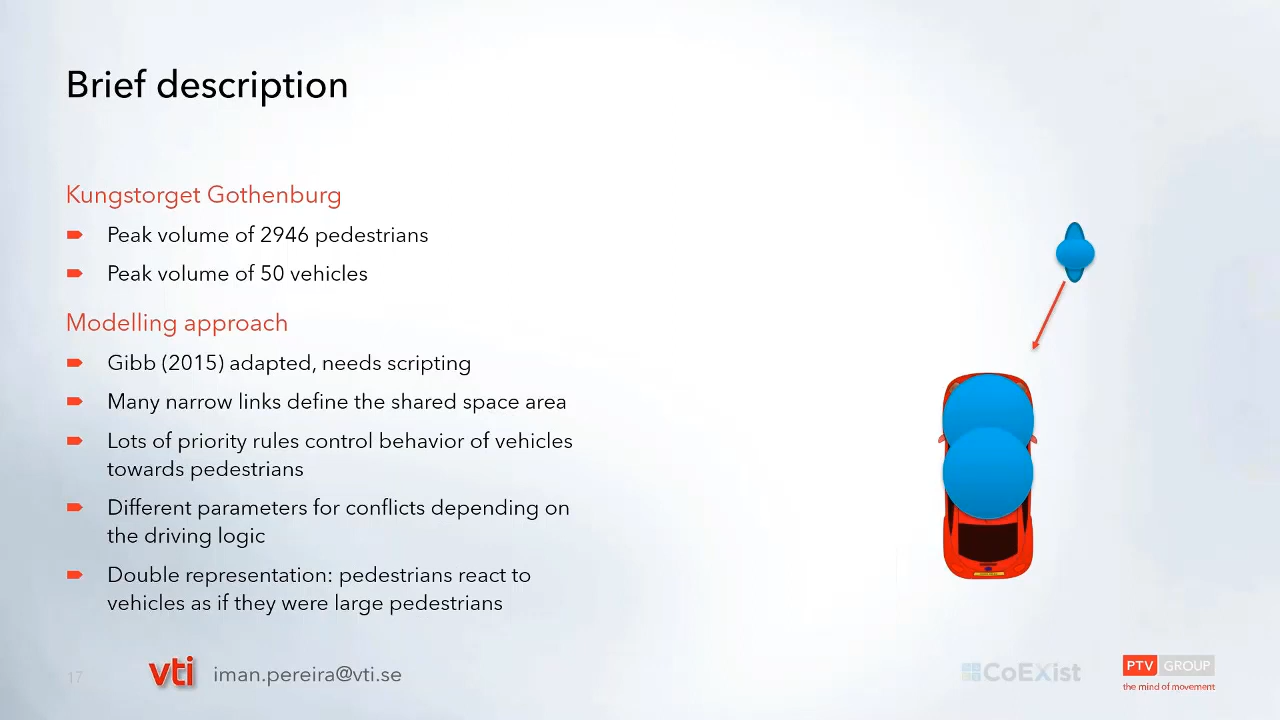 Brief description
Kungstorget Gothenburg
Peak volume of 2946 pedestrians
Peak volume of 50 vehicles
Modelling approach
Gibb (2015) adapted, needs scripting
Many narrow links define the shared space area
Lots of priority rules control behavior of vehicles
towards pedestrians
Different parameters for conflicts depending on
the driving logic
Double representation: pedestrians react to
vehicles as if they were large pedestrians
17
vti
iman.pereira@vti.se
CoEXist
PTV GROUP
the mind of movement